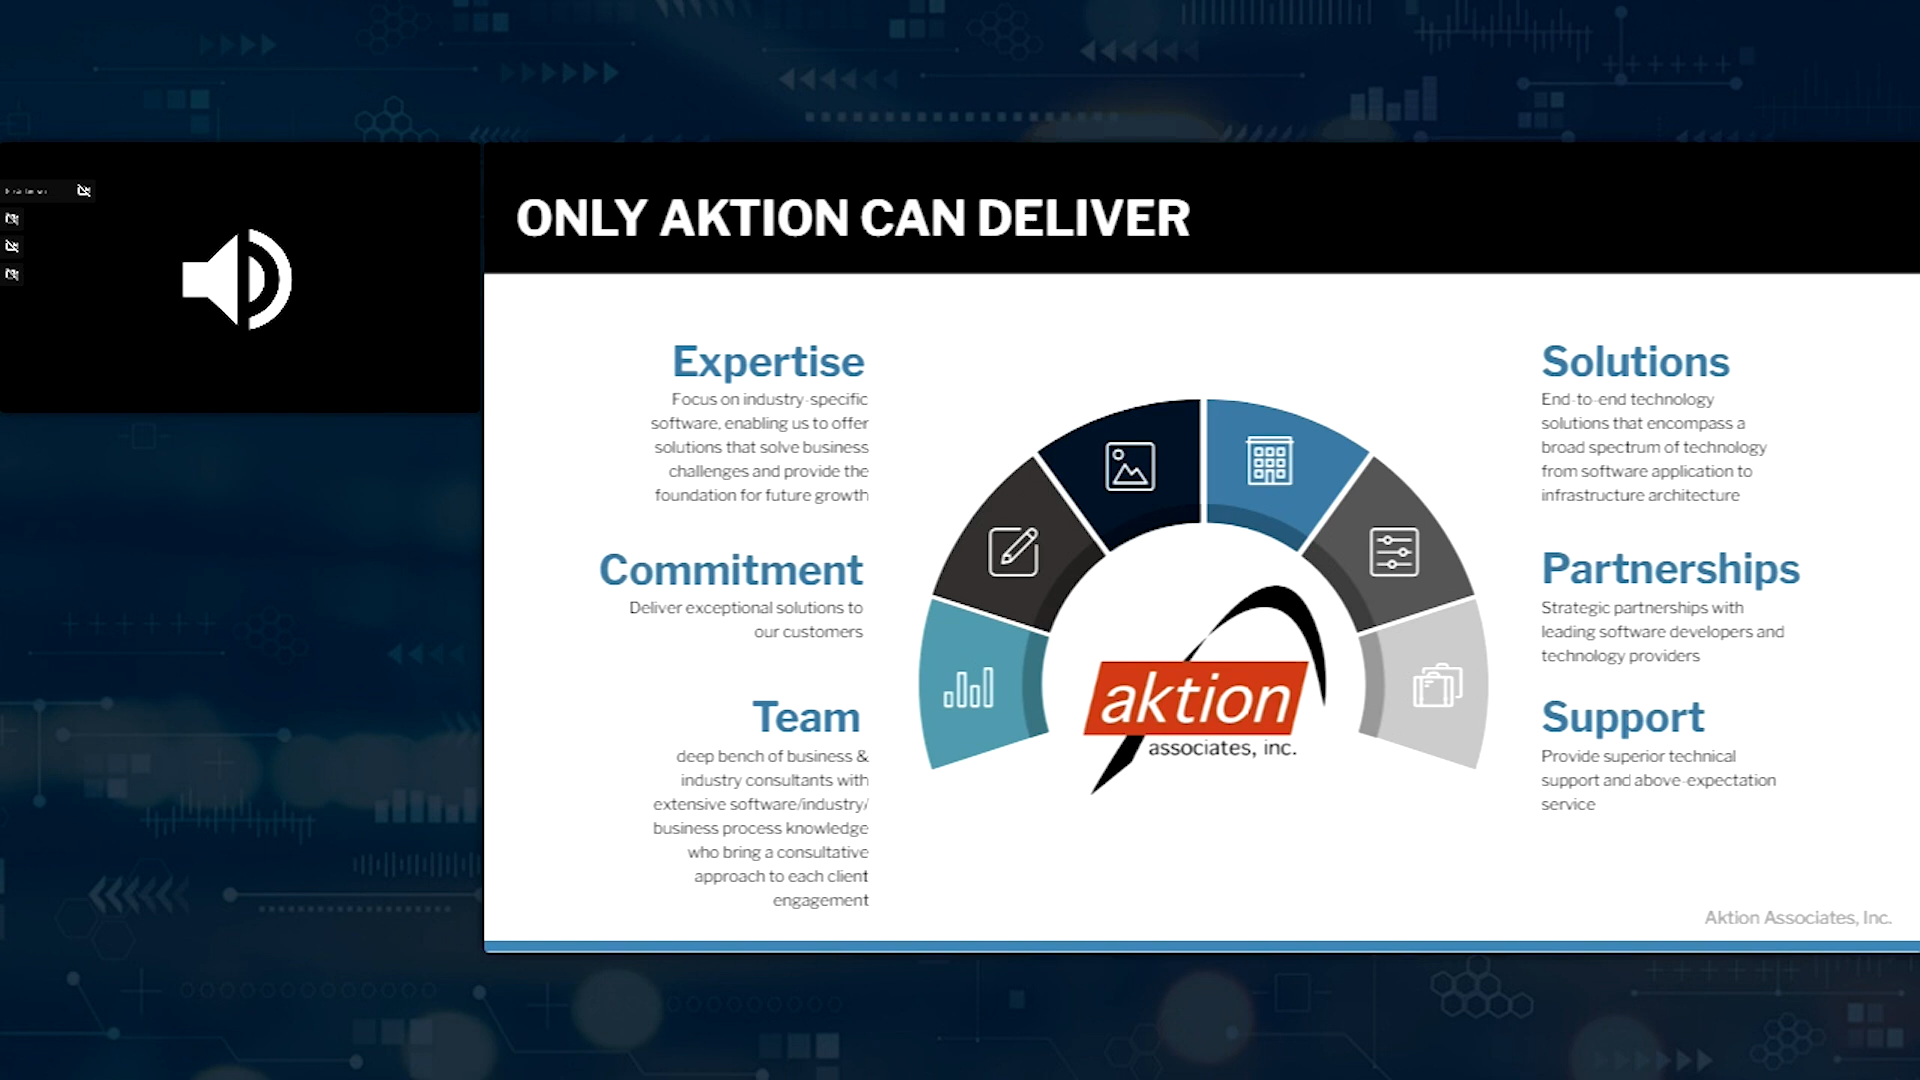 ONLY AKTION CAN DELIVER
Expertise
Focus on industry-specific
software, enabling us to offer
solutions that solve business
challenges and provide the
foundation for future growth
Commitment
Deliver exceptional solutions to
our customers
Team
deep bench of business &
industry consultants with
extensive software/industry/
business process knowledge
who bring a consultative
approach to each client
engagement
aktion
associates, inc.
Solutions
End-to-end technology
solutions that encompass a
broad spectrum of technology
from software application to
infrastructure architecture
Partnerships
Strategic partnerships with
leading software developers and
technology providers
Support
Provide superior technical
support and above-expectation
service
Aktion Associates, Inc.